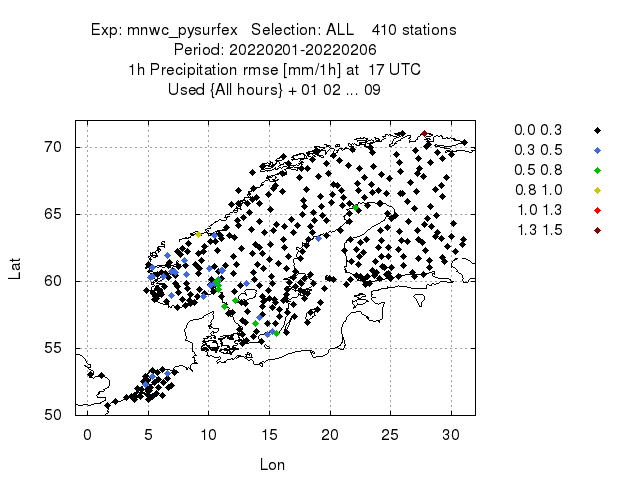 Exp: mnwc_pysurfex Selection: ALL 410 stations
Period: 20220201-20220206
1h Precipitation rmse [mm/1h] at 17 UTC
Used {All hours} + 01 02 ... 09
0.0 0.3
0.3 0.5
0.5 0.8
0.8 1.0
1.0 1.3
1.3 1.5
Lat
70
65
60
55
50
0 5 10 15 20 25 30
Lon